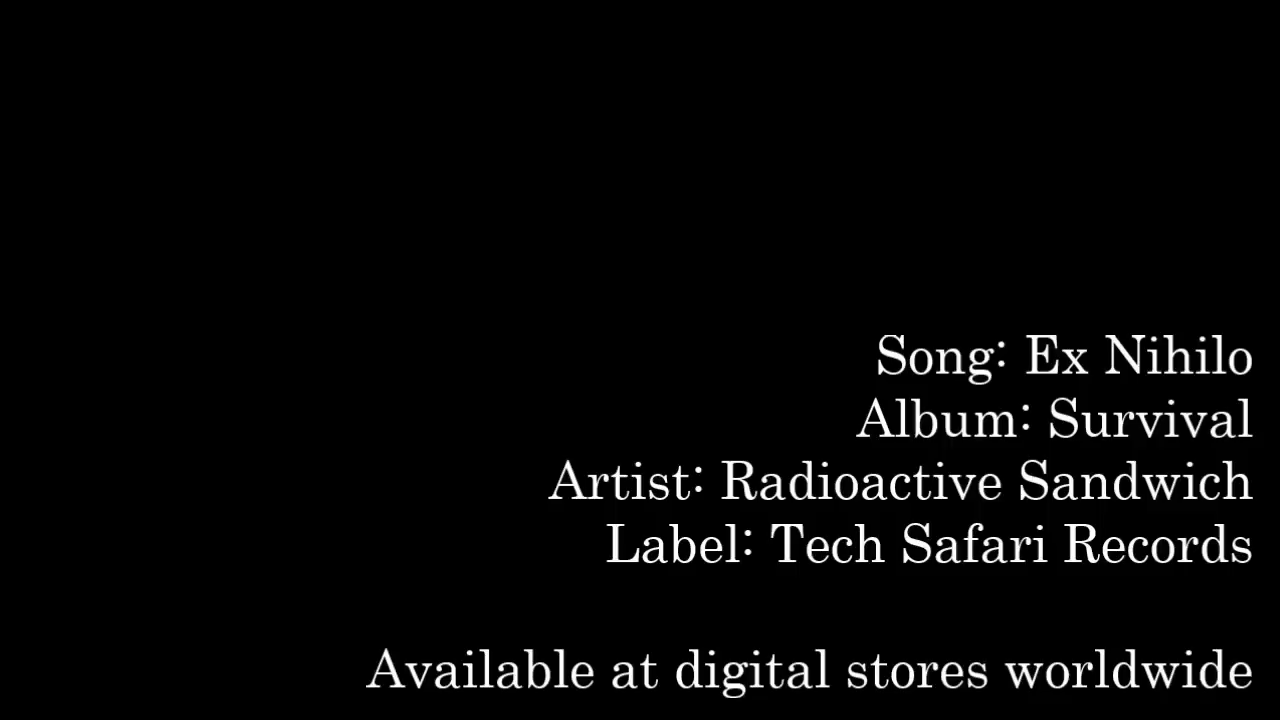 Song: Ex Nihilo
Album: Survival
Artist: Radioactive Sandwich
Label: Tech Safari Records
Available at digital stores worldwide